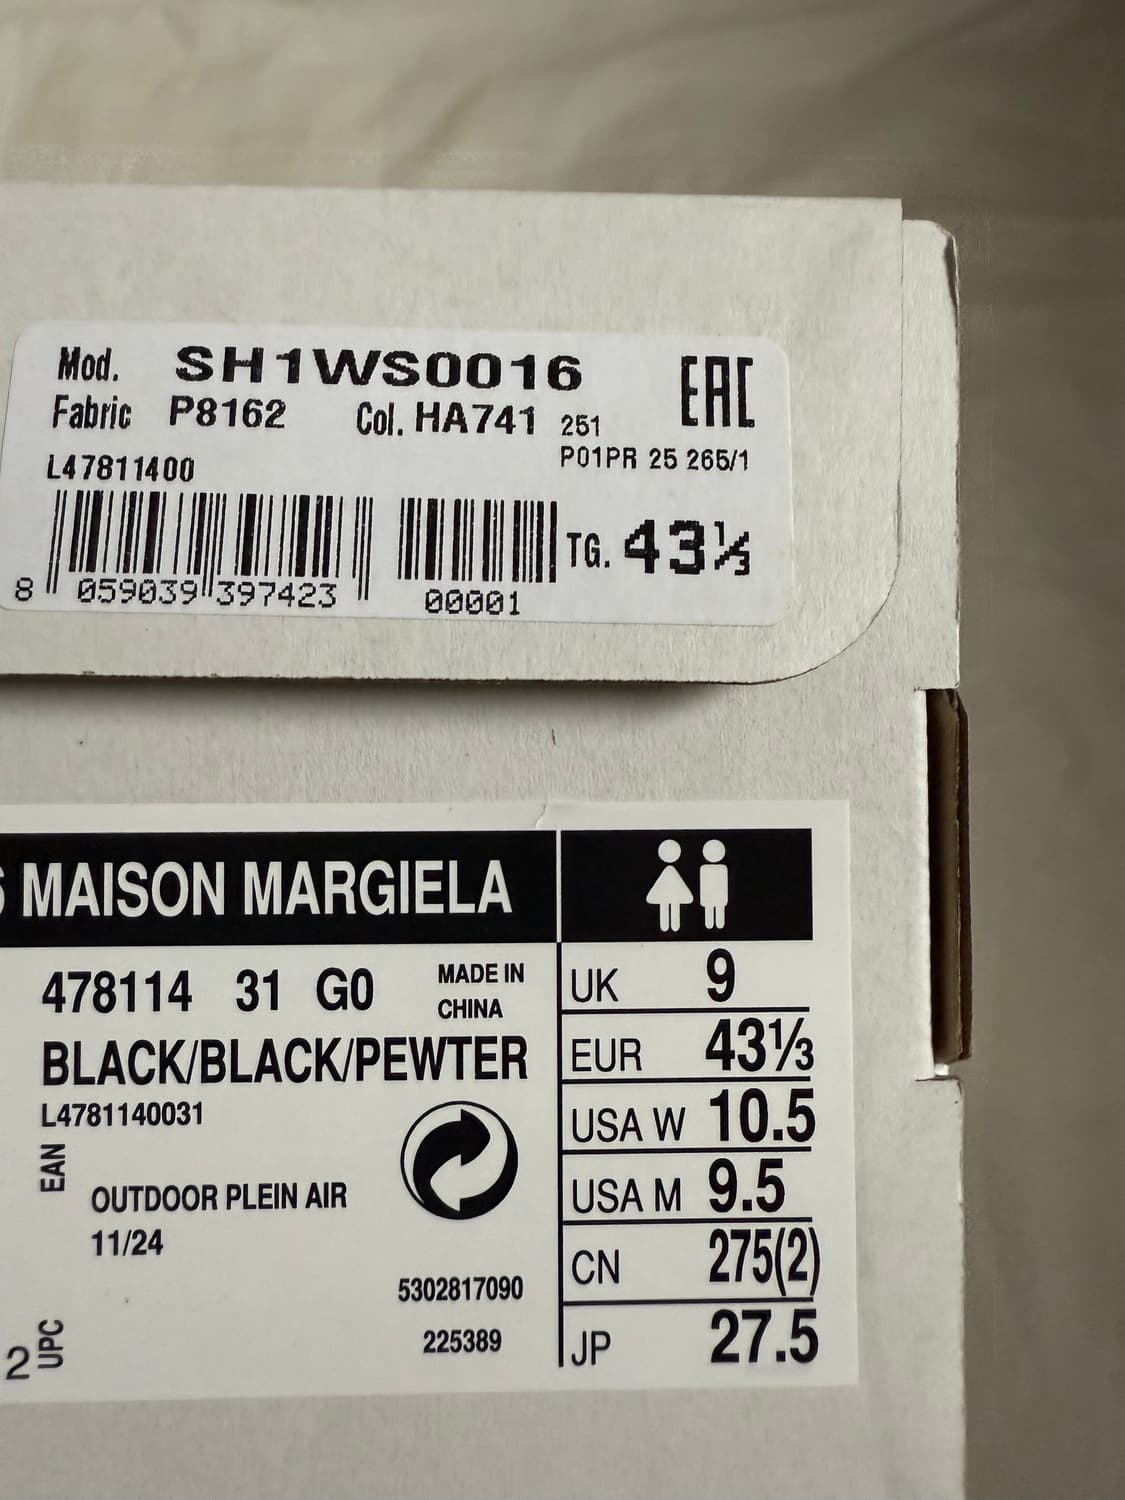 Mod. SH1WS0016
Fabric P8162 Col. HA741 251
EAC
L47811400
P01PR 25 265/1
TG. 43⅓
8 059039 397423
00001
MAISON MARGIELA
478114 31 G0 MADE IN CHINA
BLACK/BLACK/PEWTER
L4781140031
EAN
OUTDOOR PLEIN AIR
11/24
5302817090
225389
2
UPC
UK 9
EUR 43⅓
USA W 10.5
USA M 9.5
CN 275(2)
JP 27.5